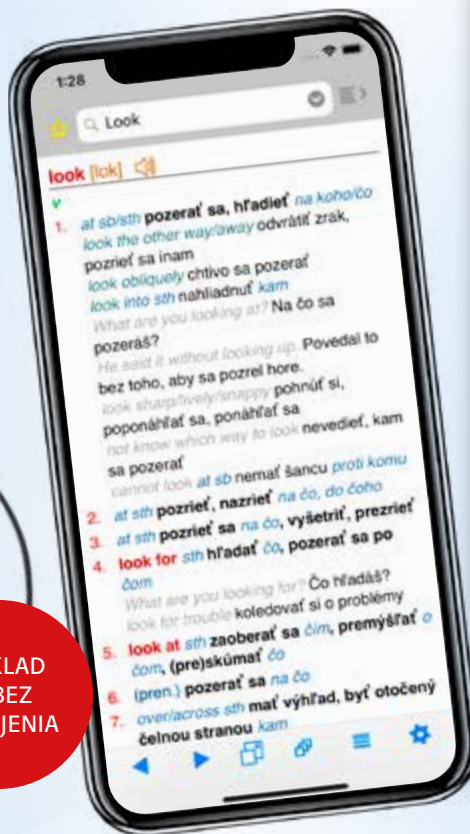 1:28
Look
look [lok]
1. at sb/sth pozerať sa, hľadieť na koho/čo
look the other way/away odvrátiť zrak,
pozrieť sa inam
look obliquely chtivo sa pozerať
look into sth nahliadnuť kam
What are you looking at? Na čo sa
pozeráš?
He said it without looking up. Povedal to
bez toho, aby sa pozrel hore.
look sharp/lively/snappy pohnúť si,
poponáhľať sa, ponáhľať sa
not know which way to look nevedieť, kam
sa pozerať
cannot look at sb nemať šancu proti komu
2. at sth pozrieť, nazrieť na čo, do čoho
3. at sth pozrieť sa na čo, vyšetriť, prezrieť
4. look for sth hľadať čo, pozerať sa po
čom
What are you looking for? Čo hľadáš?
look for trouble koledovať si o problémy
5. look at sth zaoberať sa čím, premýšľať o
čom, (pre)skúmať čo
6. (pren.) pozerať sa na čo
7. over/across sth mať výhľad, byť otočený
čelnou stranou kam
KLAD
BEZ
JENIA